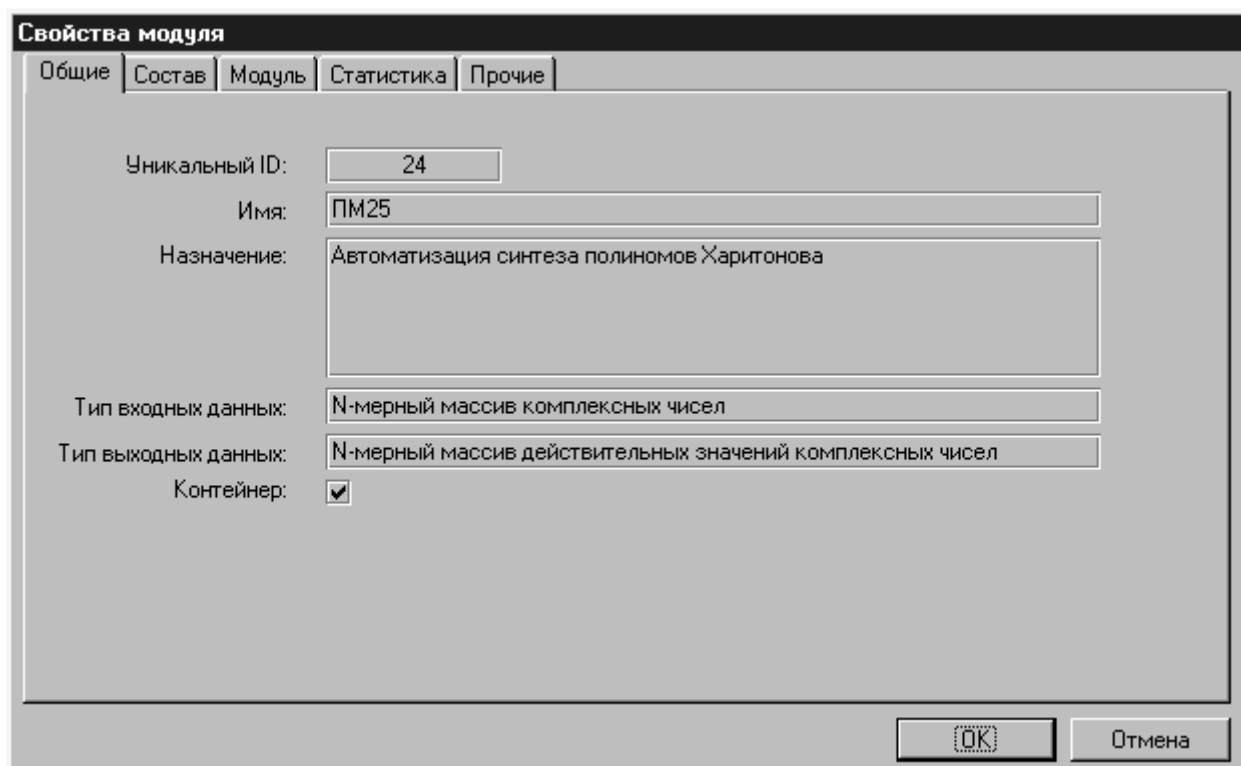 Свойства модуля
Общие Состав Модуль Статистика Прочие
Уникальный ID: 24
Имя: ПМ25
Назначение: Автоматизация синтеза полиномов Харитонова
Тип входных данных: N-мерный массив комплексных чисел
Тип выходных данных: N-мерный массив действительных значений комплексных чисел
Контейнер:
OK Отмена